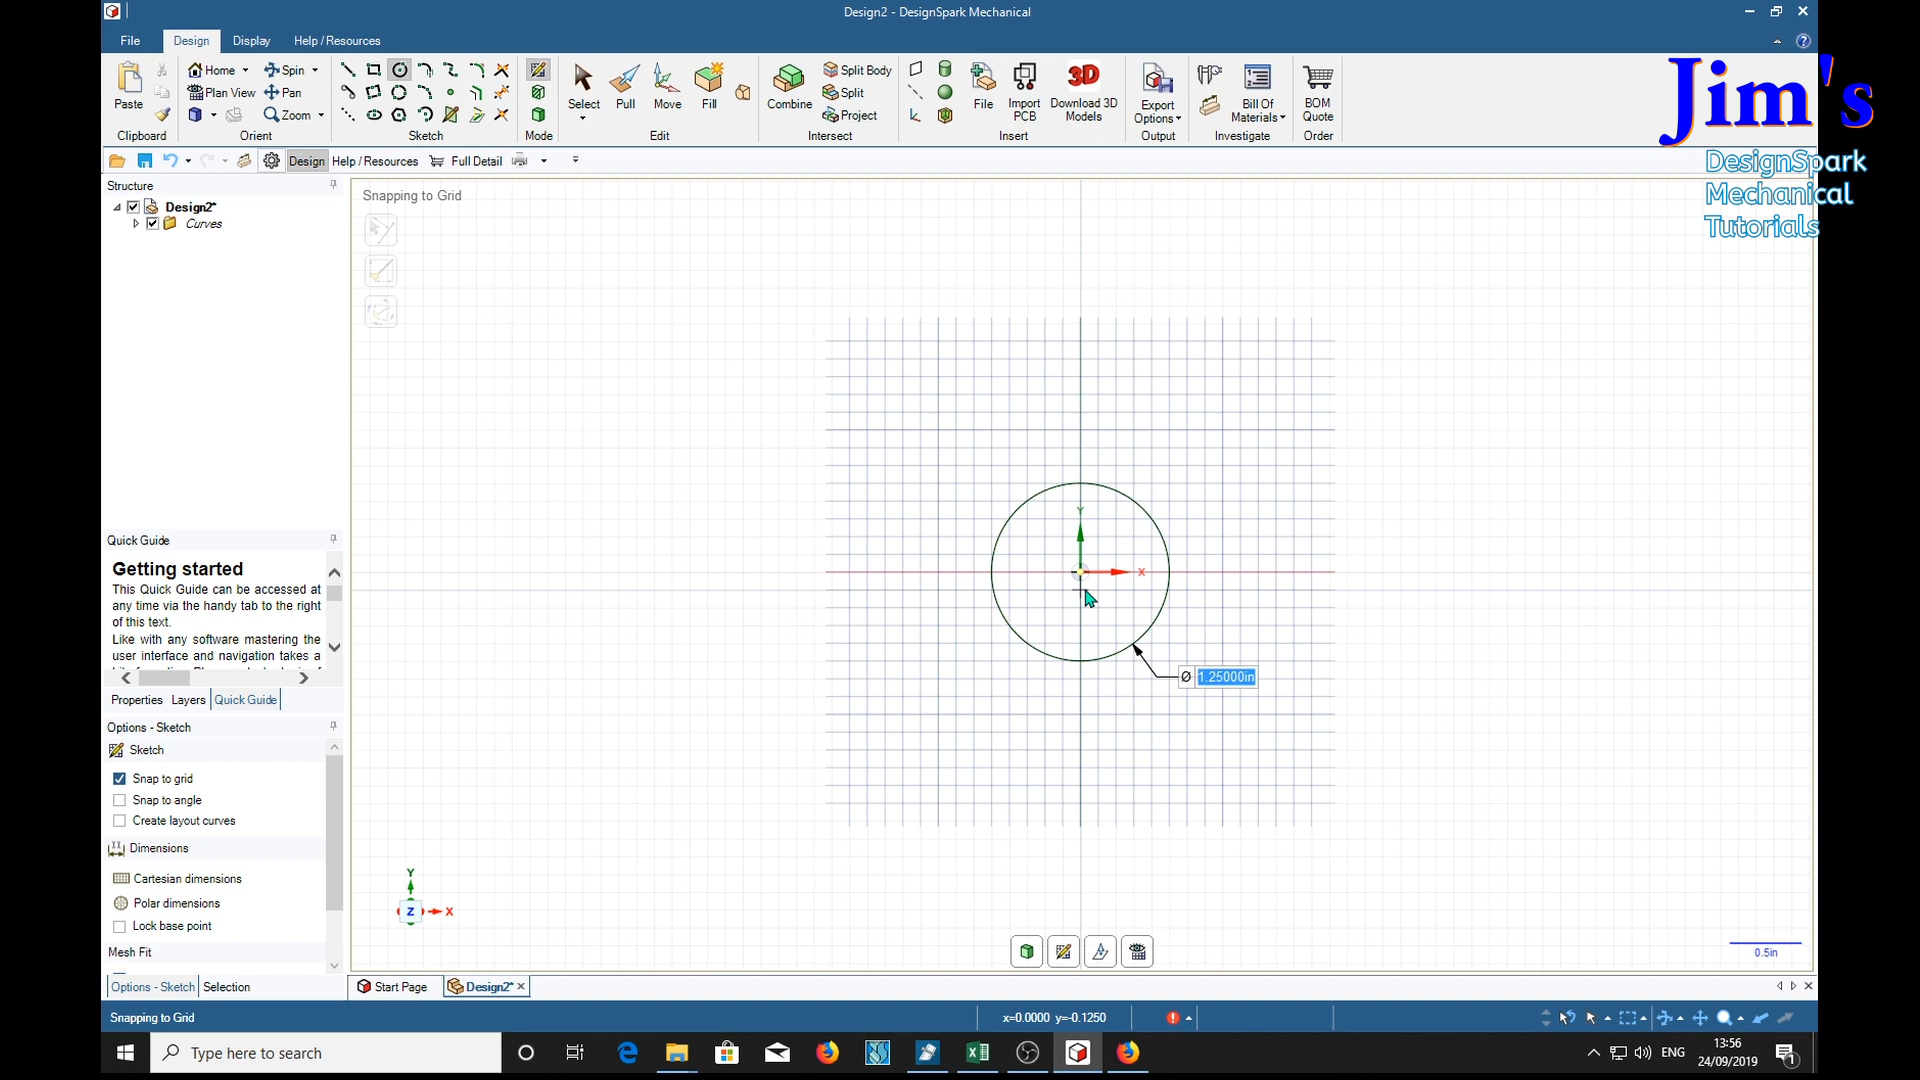 Design2 - DesignSpark Mechanical
File Design Display Help / Resources
Jim's
DesignSpark
Mechanical
Tutorials
Paste
Clipboard
Home Spin
Plan View Pan
Zoom
Orient
Sketch
Mode
Select Pull Move Fill
Edit
Combine
Split Body
Split
Project
Intersect
File
Import
PCB
Download 3D
Models
Insert
Export
Options
Output
Bill Of
Materials
Investigate
BOM
Quote
Order
Design Help / Resources Full Detail
Structure
Design2*
Curves
Snapping to Grid
Y
X
Ø 1.25000in
Quick Guide
Getting started
This Quick Guide can be accessed at
any time via the handy tab to the right
of this text.
Like with any software mastering the
user interface and navigation takes a
Properties Layers Quick Guide
Options - Sketch
Sketch
Snap to grid
Snap to angle
Create layout curves
Dimensions
Cartesian dimensions
Polar dimensions
Lock base point
Mesh Fit
Options - Sketch Selection
Y
Z
X
0.5in
Start Page Design2*
Snapping to Grid
x=0.0000 y=-0.1250
Type here to search
ENG
13:56
24/09/2019
1